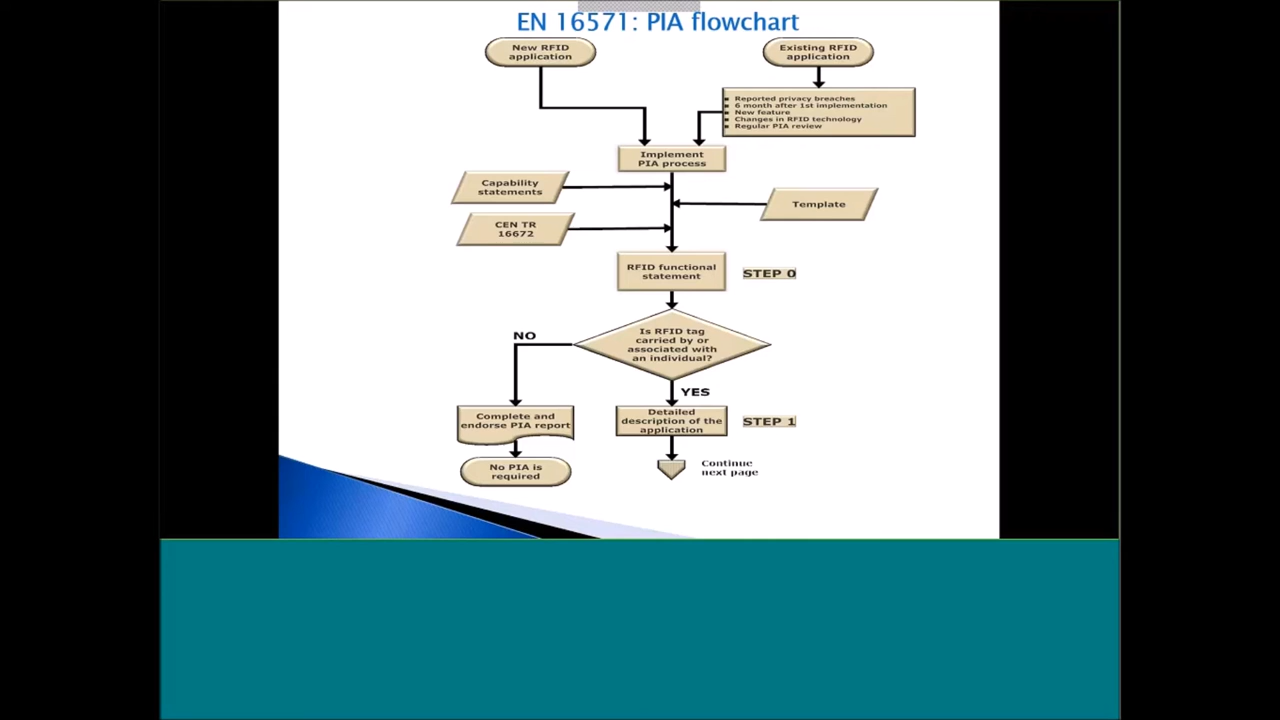 EN 16571: PIA flowchart
New RFID
application
Existing RFID
application
Reported privacy breaches
6 month after 1st implementation
New feature
Changes in RFID technology
Regular PIA review
Implement
PIA process
Capability
statements
Template
CEN TR
16672
RFID functional
statement
STEP 0
Is RFID tag
carried by or
associated with
an individual?
NO
YES
Complete and
endorse PIA report
Detailed
description of the
application
STEP 1
No PIA is
required
Continue
next page